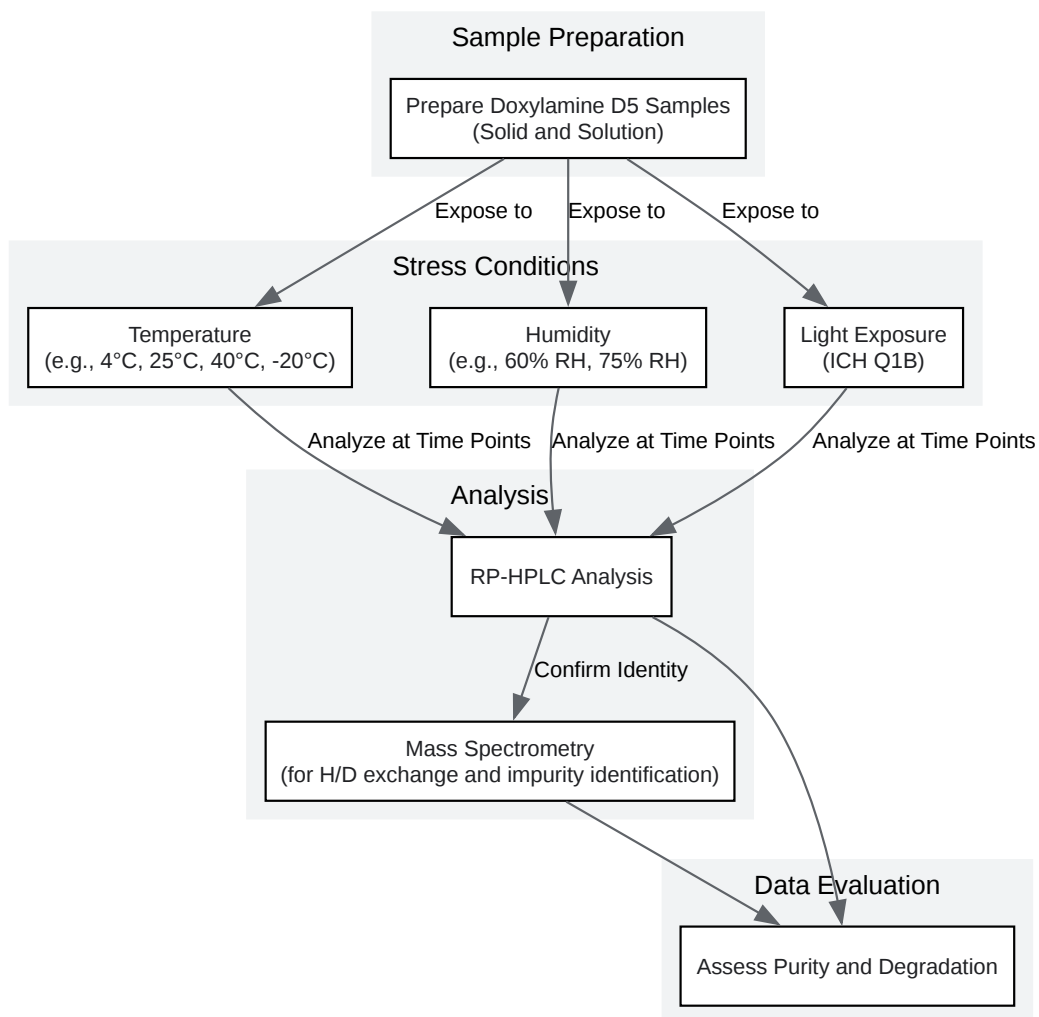 Sample Preparation
Prepare Doxylamine D5 Samples
(Solid and Solution)
Expose to
Expose to
Expose to
Stress Conditions
Temperature
(e.g., 4°C, 25°C, 40°C, -20°C)
Humidity
(e.g., 60% RH, 75% RH)
Light Exposure
(ICH Q1B)
Analyze at Time Points
Analyze at Time Points
Analyze at Time Points
Analysis
RP-HPLC Analysis
Confirm Identity
Mass Spectrometry
(for H/D exchange and impurity identification)
Data Evaluation
Assess Purity and Degradation